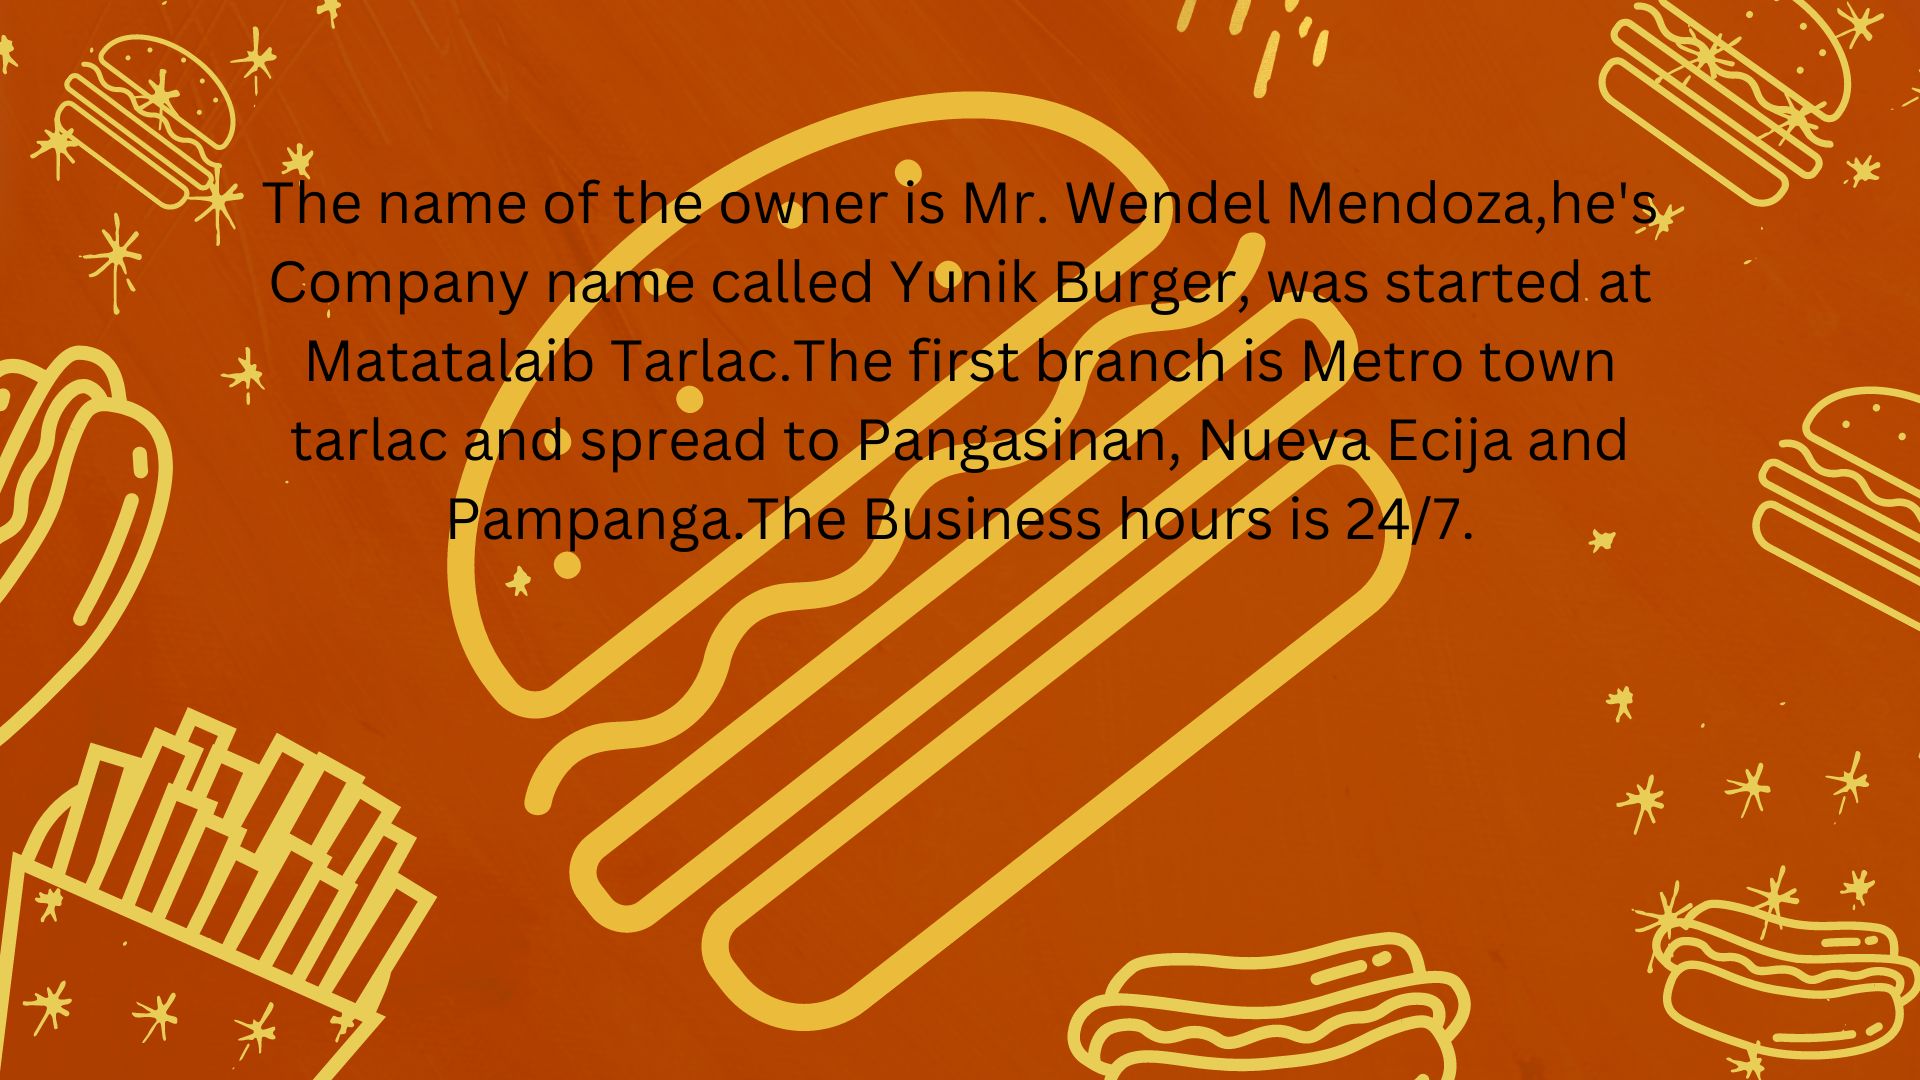 The name of the owner is Mr. Wendel Mendoza,he's
Company name called Yunik Burger, was started at
Matatalaib Tarlac.The first branch is Metro town
tarlac and spread to Pangasinan, Nueva Ecija and
Pampanga.The Business hours is 24/7.